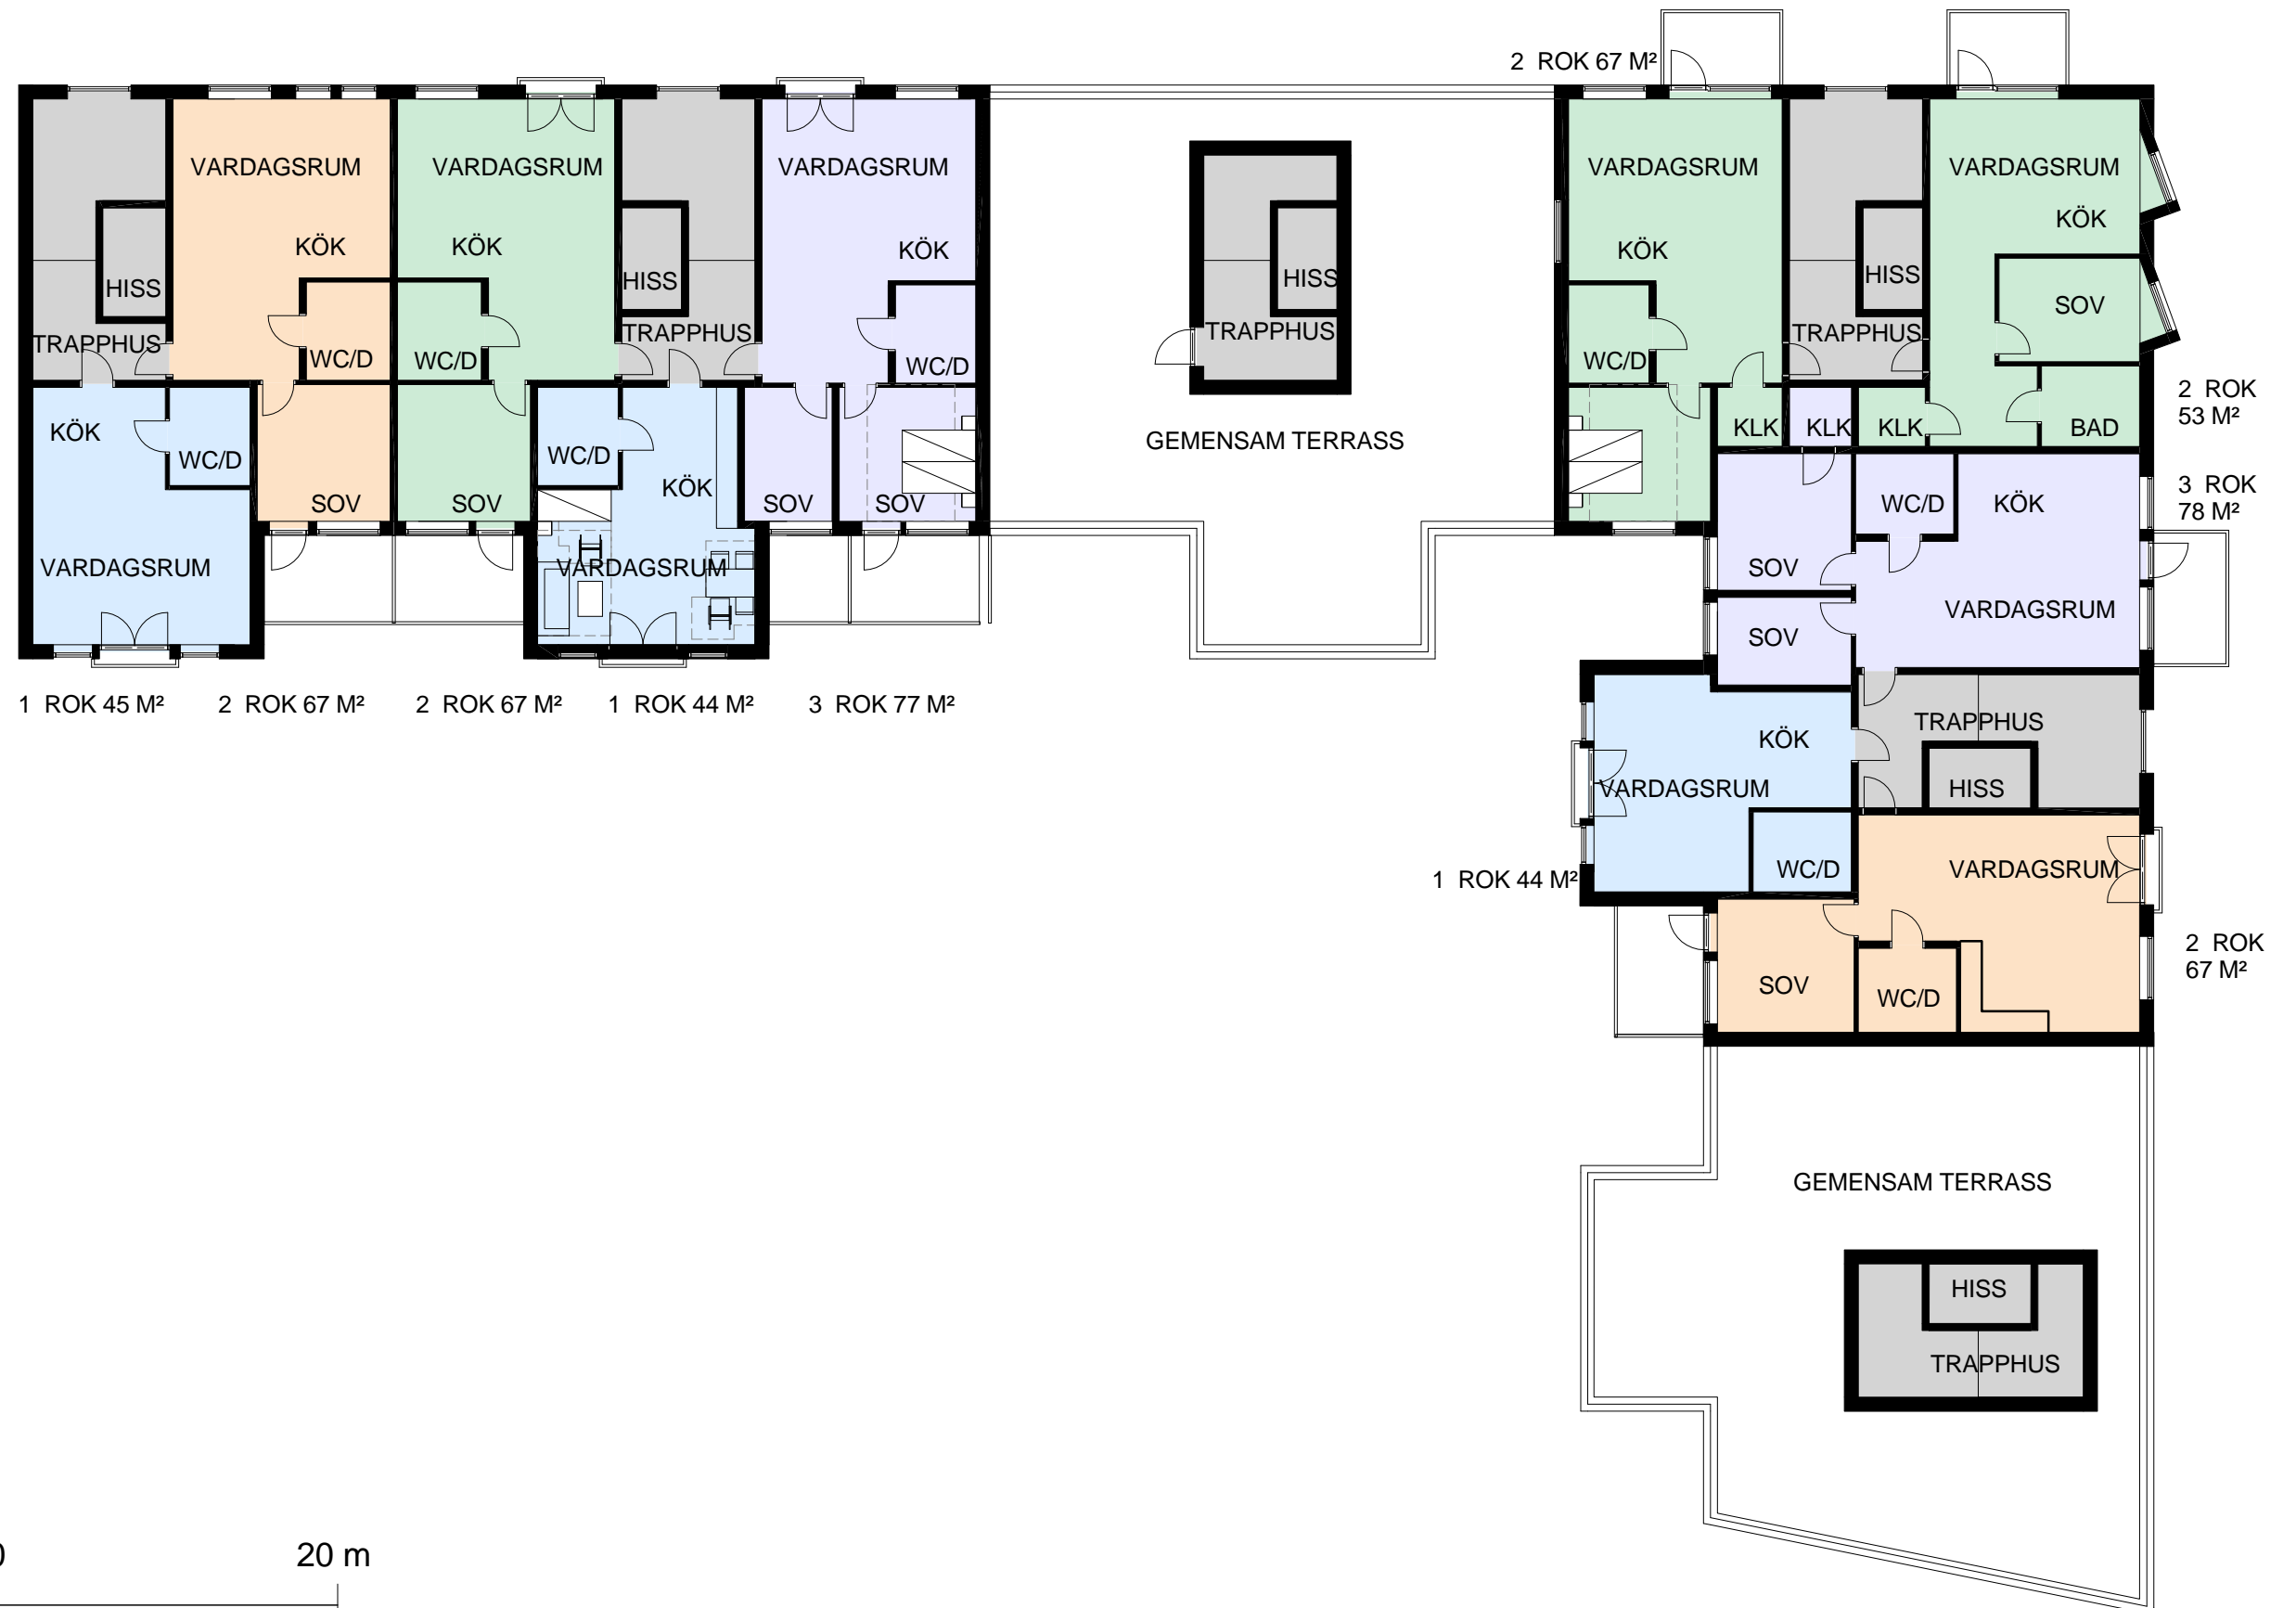 2 ROK 67 M²
VARDAGSRUM
VARDAGSRUM
VARDAGSRUM
VARDAGSRUM
VARDAGSRUM
KÖK
KÖK
KÖK
KÖK
KÖK
HISS
HISS
HISS
HISS
SOV
TRAPPHUS
TRAPPHUS
TRAPPHUS
TRAPPHUS
WC/D
WC/D
WC/D
WC/D
2 ROK
53 M²
KÖK
WC/D
WC/D
GEMENSAM TERRASS
KLK
KLK
KLK
BAD
KÖK
SOV
SOV
SOV
SOV
WC/D
KÖK
3 ROK
78 M²
VARDAGSRUM
VARDAGSRUM
SOV
VARDAGSRUM
SOV
1 ROK 45 M²
2 ROK 67 M²
2 ROK 67 M²
1 ROK 44 M²
3 ROK 77 M²
TRAPPHUS
KÖK
VARDAGSRUM
HISS
1 ROK 44 M²
WC/D
VARDAGSRUM
2 ROK
67 M²
SOV
WC/D
GEMENSAM TERRASS
HISS
TRAPPHUS
20 m